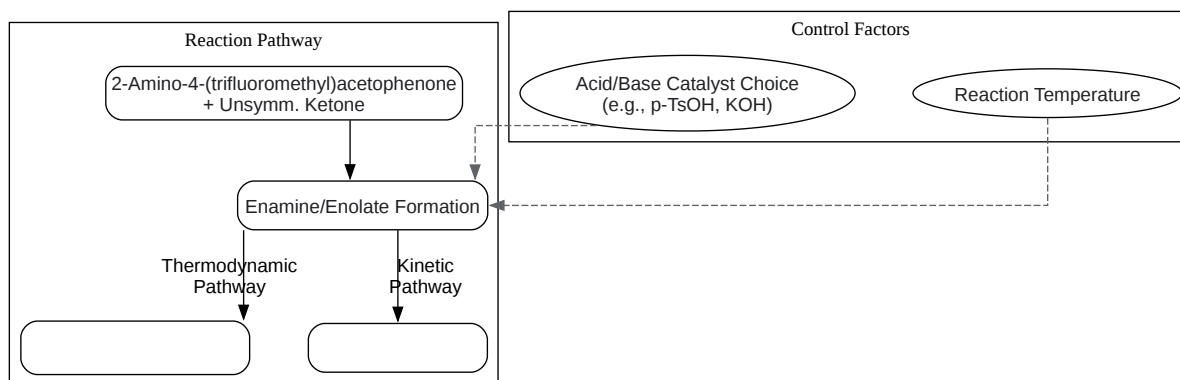 Reaction Pathway
2-Amino-4-(trifluoromethyl)acetophenone
+ Unsymm. Ketone
Enamine/Enolate Formation
Thermodynamic
Pathway
Kinetic
Pathway
Control Factors
Acid/Base Catalyst Choice
(e.g., p-TsOH, KOH)
Reaction Temperature